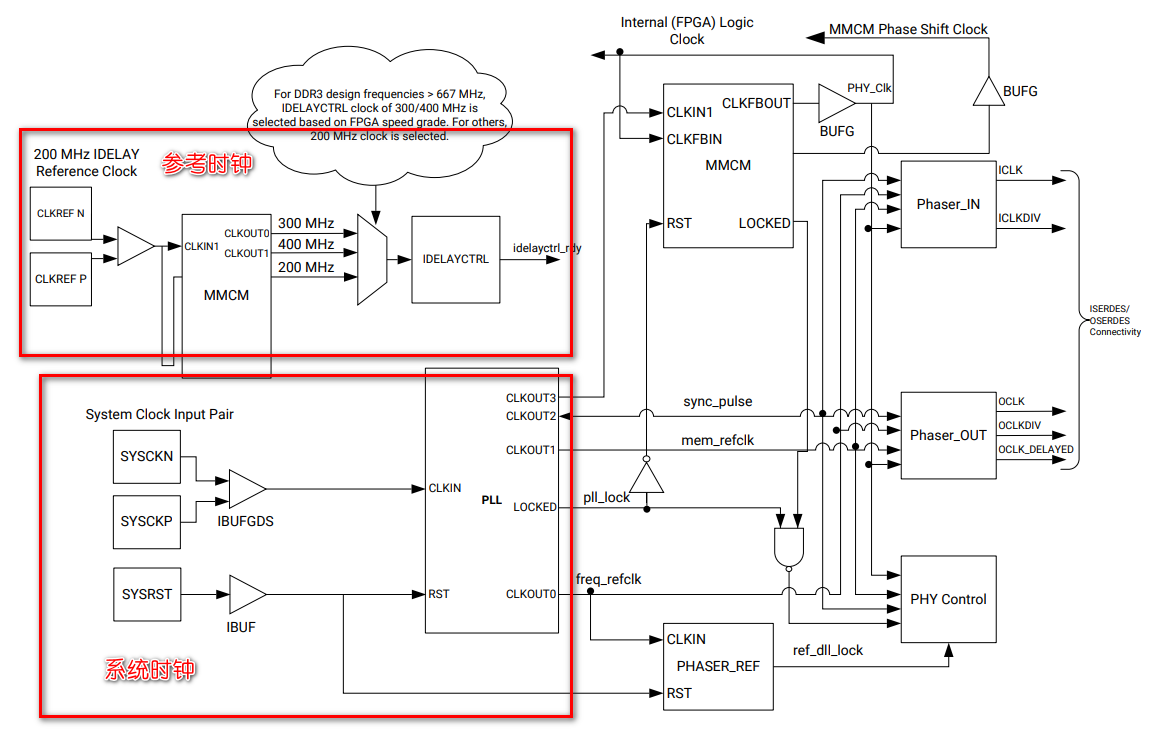 Internal (FPGA) Logic
Clock
MMCM Phase Shift Clock
For DDR3 design frequencies > 667 MHz,
IDELAYCTRL clock of 300/400 MHz is
selected based on FPGA speed grade. For others,
200 MHz clock is selected.
200 MHz IDELAY
Reference Clock
参考时钟
CLKREF N
CLKREF P
CLKIN1
CLKOUT0
CLKOUT1
MMCM
300 MHz
400 MHz
200 MHz
IDELAYCTRL
idelayctrl_rdy
CLKIN1
CLKFBOUT
CLKFBIN
MMCM
RST
LOCKED
BUFG
PHY_Clk
BUFG
Phaser_IN
ICLK
ICLKDIV
ISERDES/
OSERDES
Connectivity
System Clock Input Pair
SYSCKN
SYSCKP
IBUFGDS
SYSRST
IBUF
系统时钟
CLKOUT3
CLKOUT2
CLKOUT1
CLKIN
PLL
LOCKED
RST
CLKOUT0
sync_pulse
mem_refclk
pll_lock
freq_refclk
Phaser_OUT
OCLK
OCLKDIV
OCLK_DELAYED
PHY Control
CLKIN
PHASER_REF
RST
ref_dll_lock